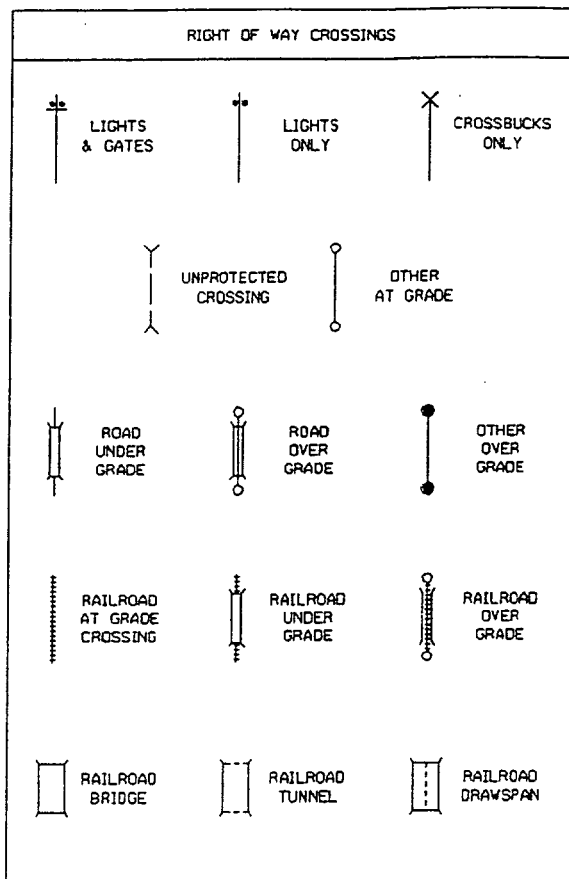 RIGHT OF WAY CROSSINGS
LIGHTS
& GATES
LIGHTS
ONLY
CROSSBUCKS
ONLY
UNPROTECTED
CROSSING
OTHER
AT GRADE
ROAD
UNDER
GRADE
ROAD
OVER
GRADE
OTHER
OVER
GRADE
RAILROAD
AT GRADE
CROSSING
RAILROAD
UNDER
GRADE
RAILROAD
OVER
GRADE
RAILROAD
BRIDGE
RAILROAD
TUNNEL
RAILROAD
DRAWSPAN